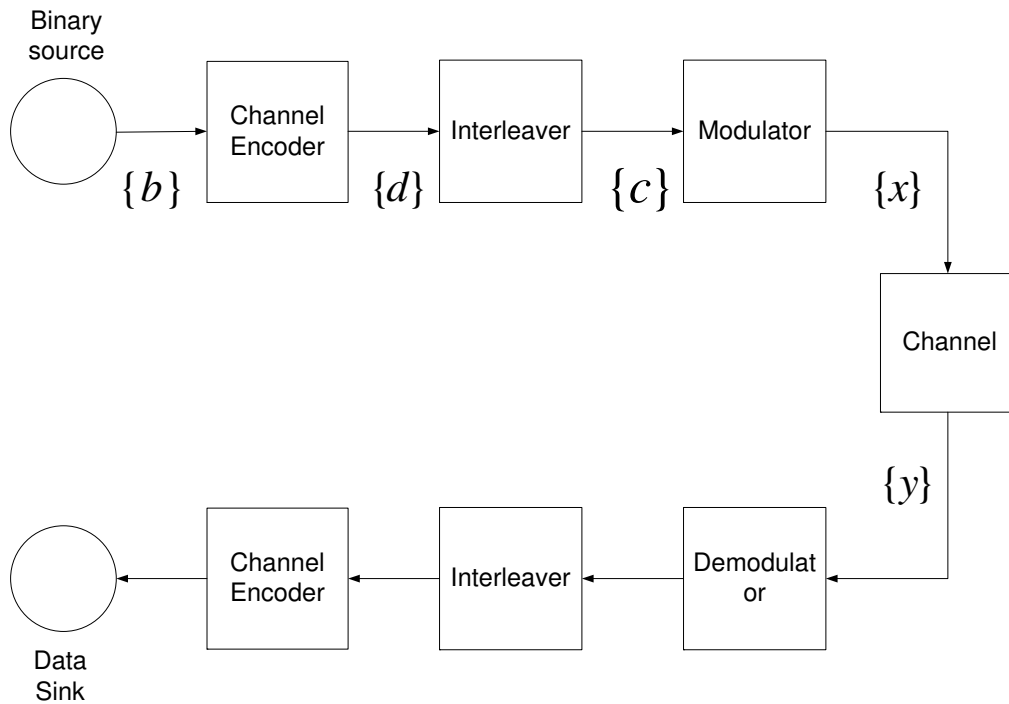 Binary
source
Channel
Encoder
Interleaver
Modulator
{b}
{d}
{c}
{x}
Channel
{y}
Channel
Encoder
Interleaver
Demodulat
or
Data
Sink